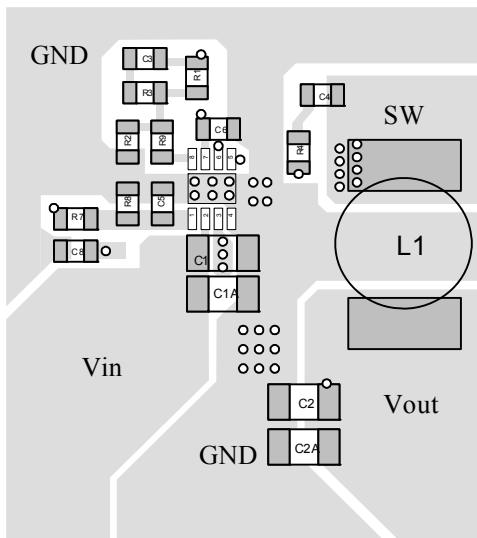 GND
C3
R1
R3
C4
SW
C6
R2
R9
R4
8 7 6 5
R8
C5
1 2 3 4
R7
C8
L1
C1
C1A
Vin
C2
Vout
GND
C2A